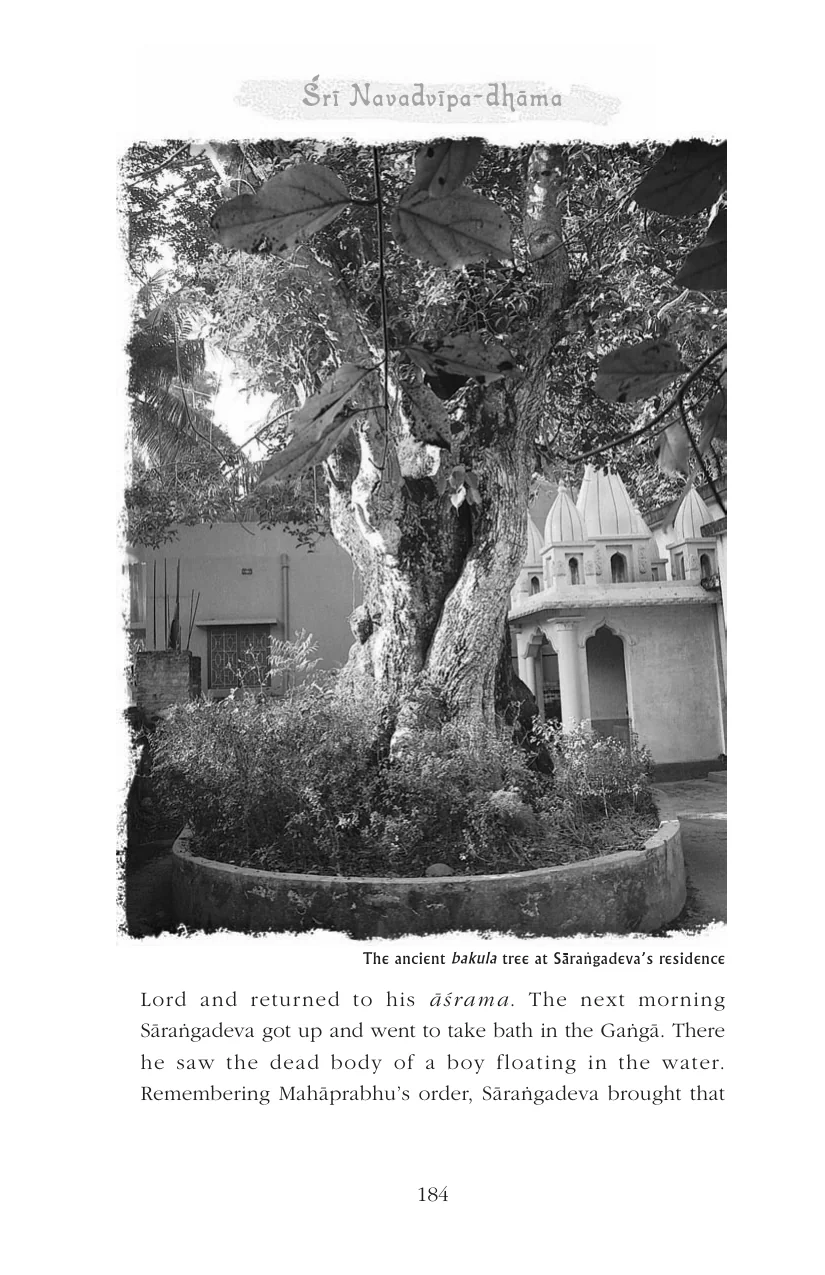 Śrī Navadvīpa-dhāma
The ancient bakula tree at Sāraṅgadeva's residence
Lord and returned to his āśrama. The next morning
Sāraṅgadeva got up and went to take bath in the Gaṅgā. There
he saw the dead body of a boy floating in the water.
Remembering Mahāprabhu's order, Sāraṅgadeva brought that
184